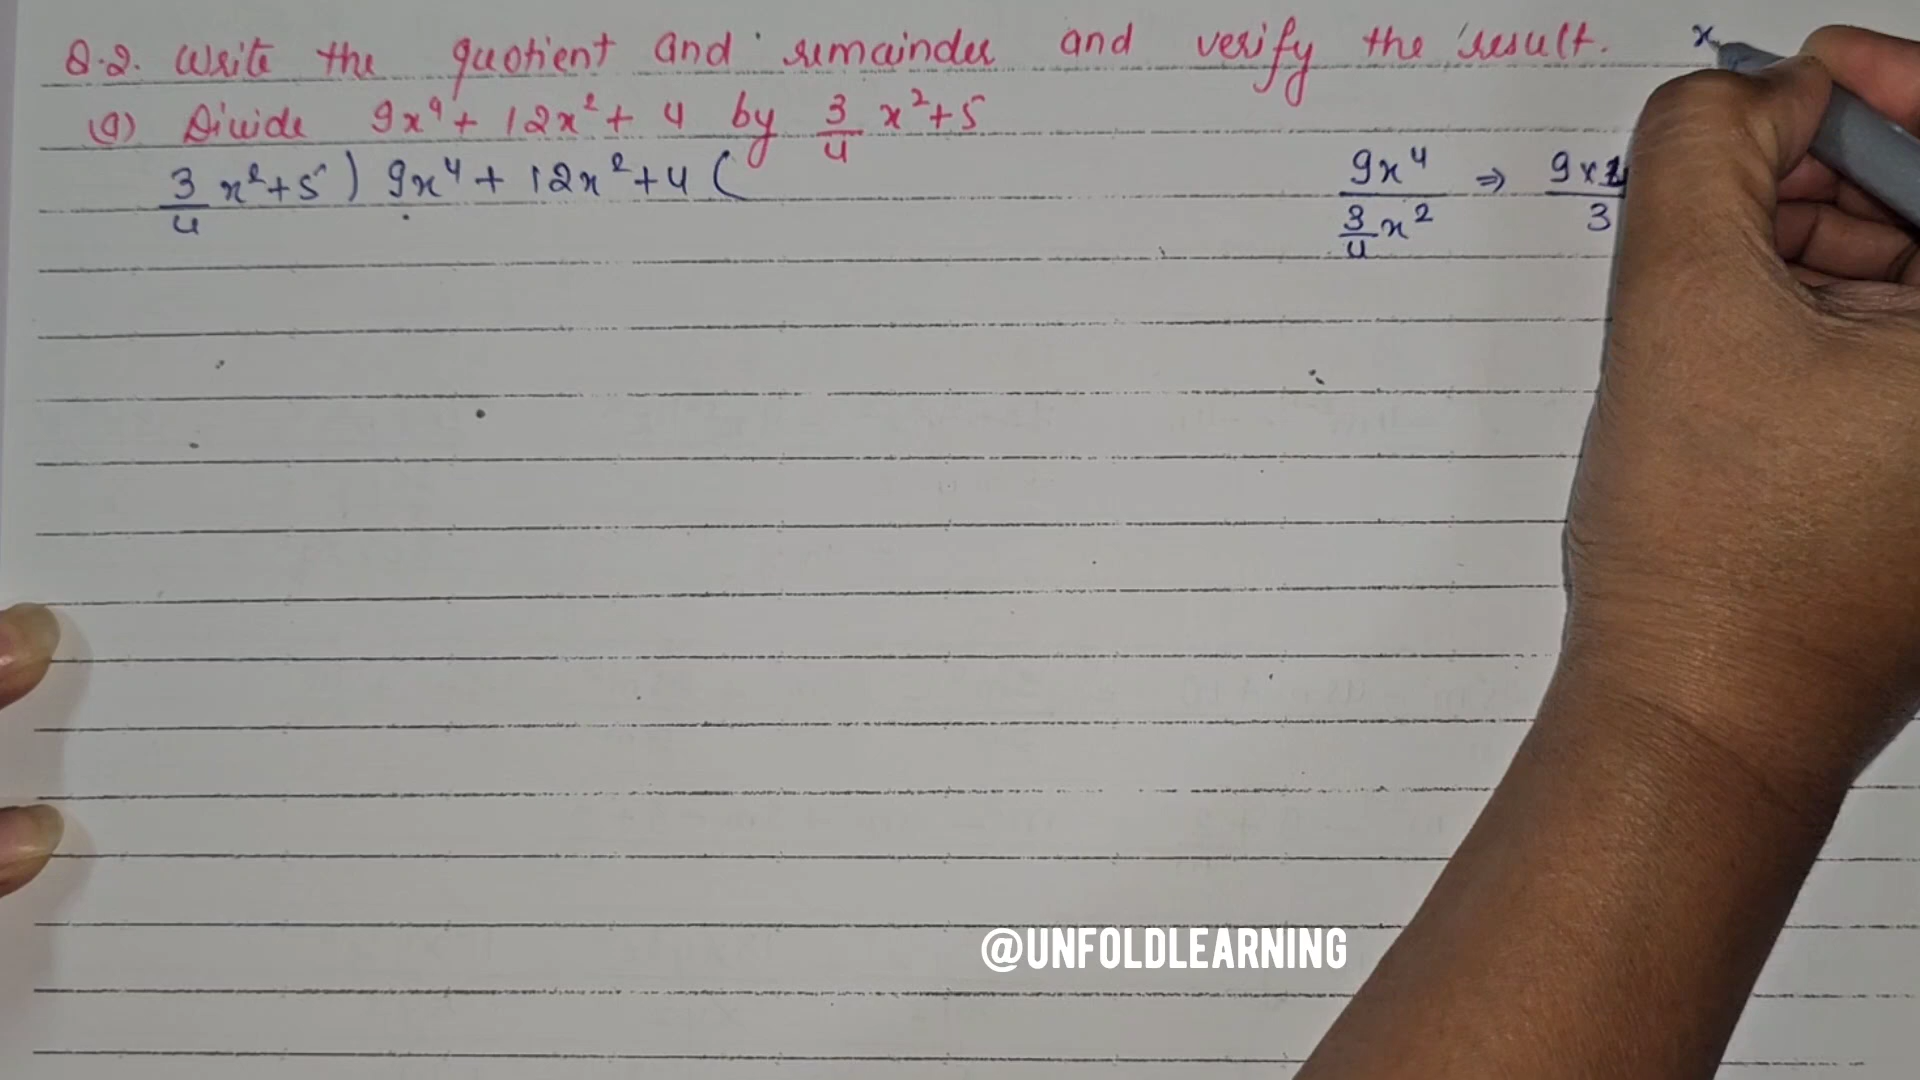 Q.2. Write the quotient and remainder and verify the result.
(a) Divide 9x⁴ + 12x² + 4 by 3/4 x² + 5
3/4 x² + 5 ) 9x⁴ + 12x² + 4 (
9x⁴ / 3/4 x² ⇒ 9x4 / 3
x
@UNFOLDLEARNING